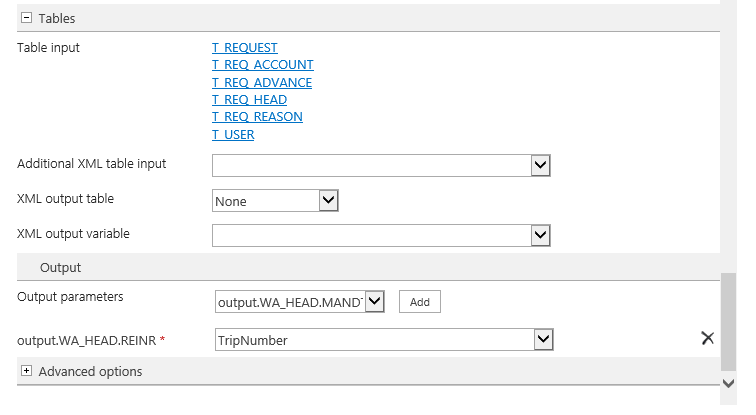 Tables
Table input
T_REQUEST
T_REQ_ACCOUNT
T_REQ_ADVANCE
T_REQ_HEAD
T_REQ_REASON
T_USER
Additional XML table input
XML output table None
XML output variable
Output
Output parameters output.WA_HEAD.MAND Add
output.WA_HEAD.REINR * TripNumber
Advanced options